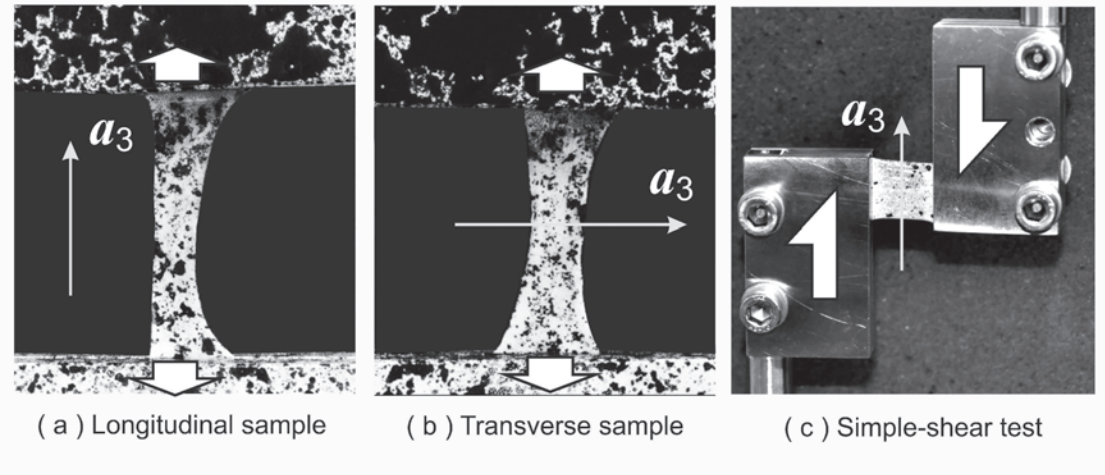 a3
a3
a3
( a ) Longitudinal sample
( b ) Transverse sample
( c ) Simple-shear test